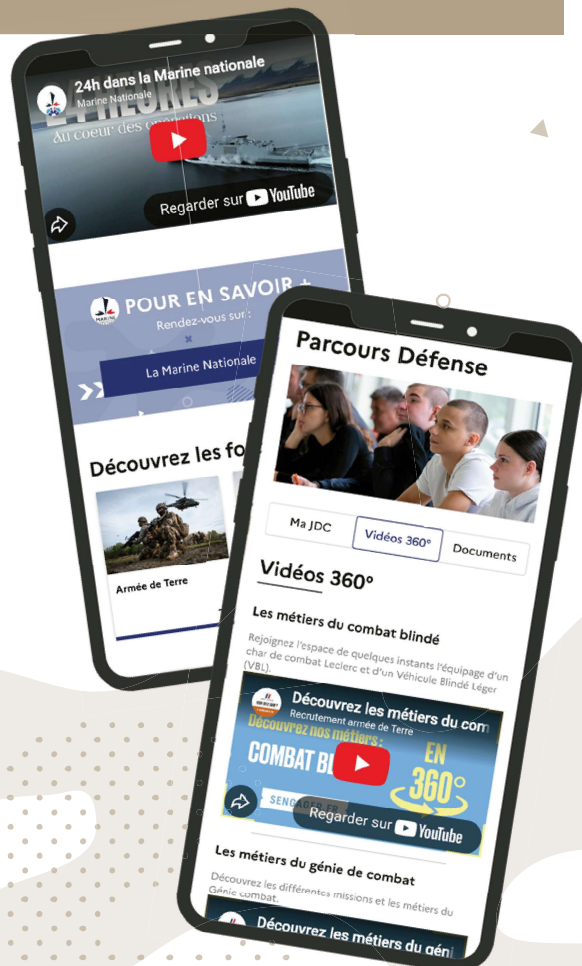 24h dans la Marine nationale
Marine Nationale
24 HEURES
Au coeur des opérations
Regarder sur YouTube
MARINE
POUR EN SAVOIR +
Rendez-vous sur :
La Marine Nationale
Découvrez les fo
Armée de Terre
Parcours Défense
Ma JDC
Vidéos 360°
Documents
Vidéos 360°
Les métiers du combat blindé
Rejoignez l'espace de quelques instants l'équipage d'un
char de combat Leclerc et d'un Véhicule Blindé Léger
(VBL).
Découvrez les métiers du com
Recrutement armée de Terre
Découvrez nos métiers :
COMBAT BL
EN
360°
SENGAGER.FR
Regarder sur YouTube
Les métiers du génie de combat
Découvrez les différentes missions et les métiers du
Génie combat.
Découvrez les métiers du géni